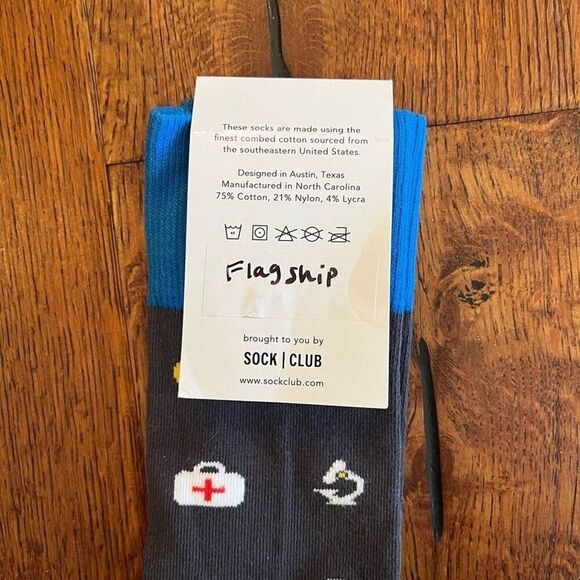 These socks are made using the
finest combed cotton sourced from
the southeastern United States.
Designed in Austin, Texas
Manufactured in North Carolina
75% Cotton, 21% Nylon, 4% Lycra
Flagship
brought to you by
SOCK | CLUB
www.sockclub.com